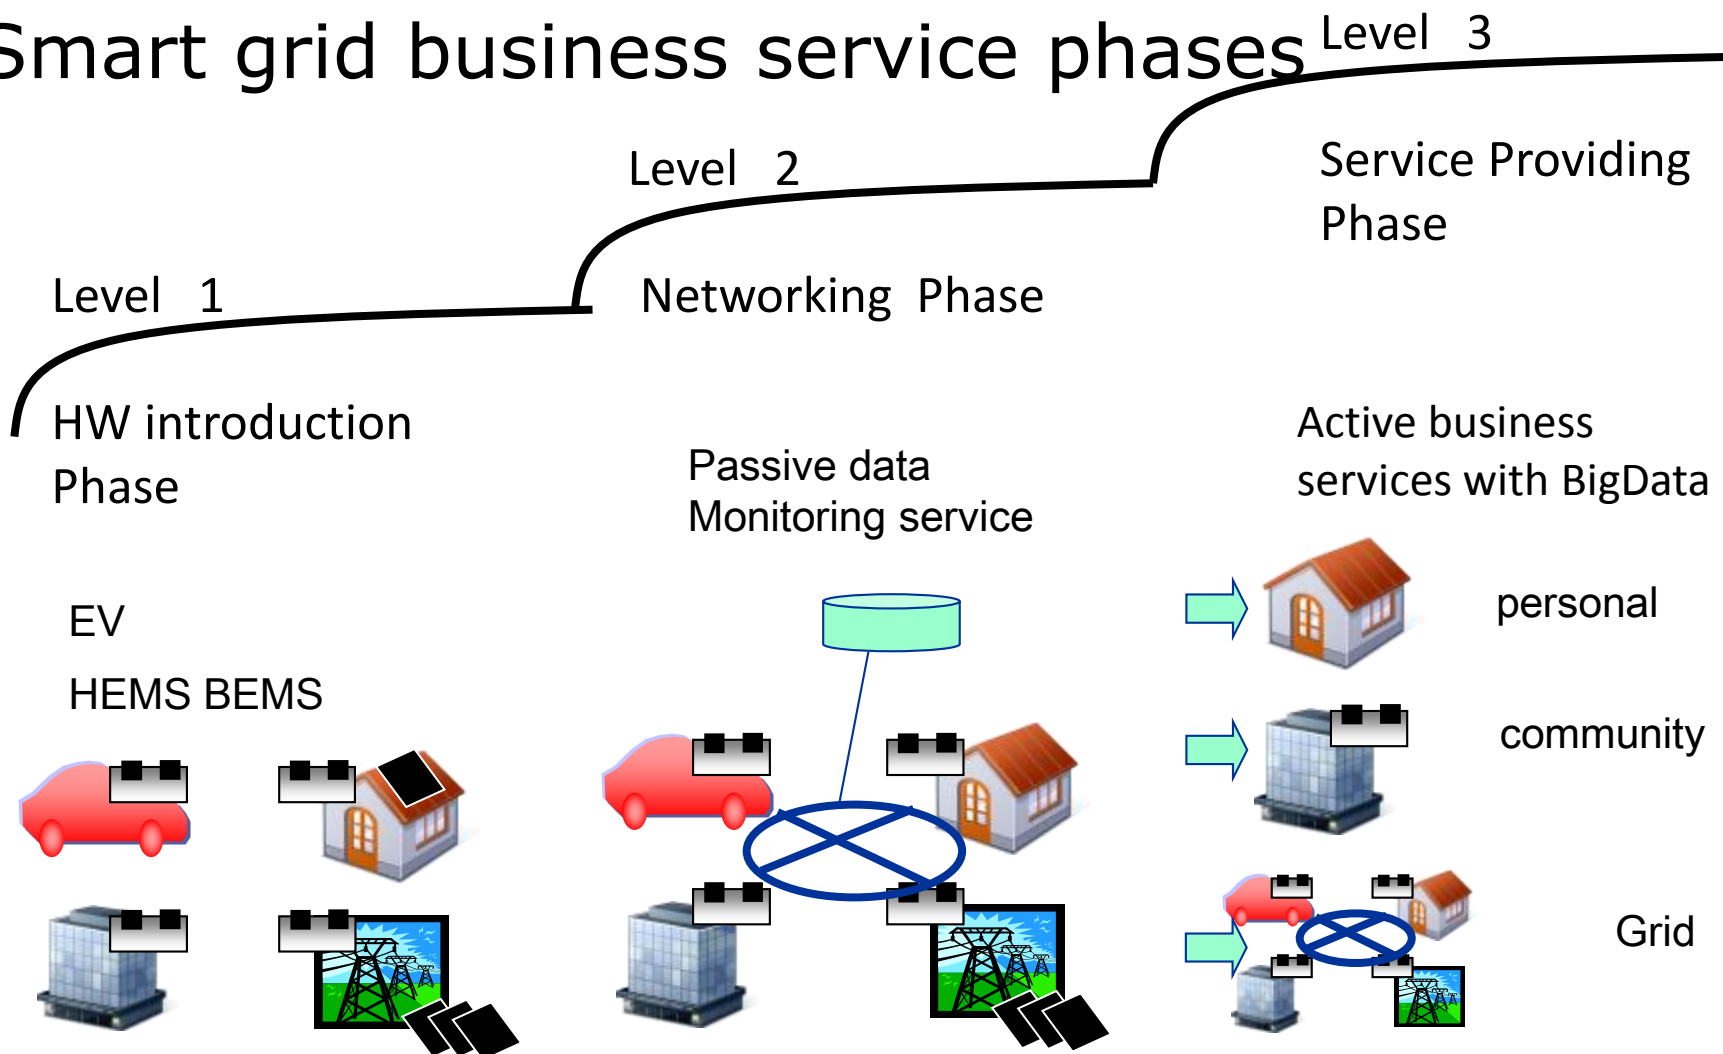 Smart grid business service phases
Level 3
Level 2
Service Providing
Phase
Level 1
Networking Phase
HW introduction
Phase
Passive data
Monitoring service
Active business
services with BigData
EV
HEMS BEMS
personal
community
Grid